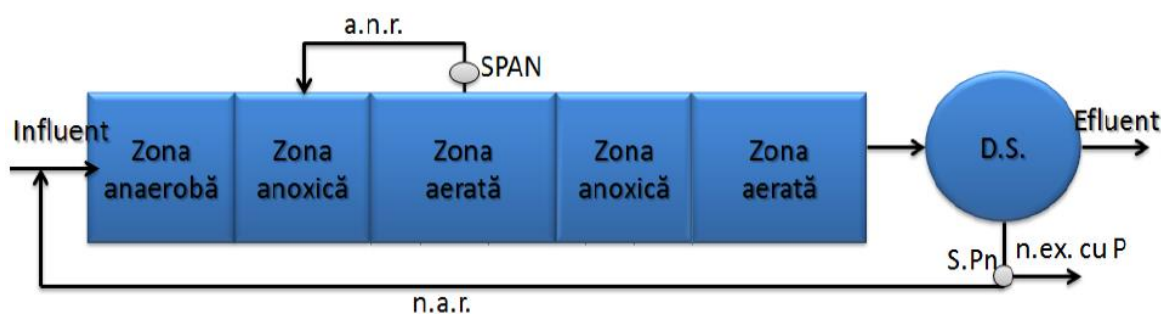 a.n.r.
SPAN
Influent
Zona
anaerobă
Zona
anoxică
Zona
aerată
Zona
anoxică
Zona
aerată
D.S.
Efluent
S.Pn
n.ex. cu P
n.a.r.